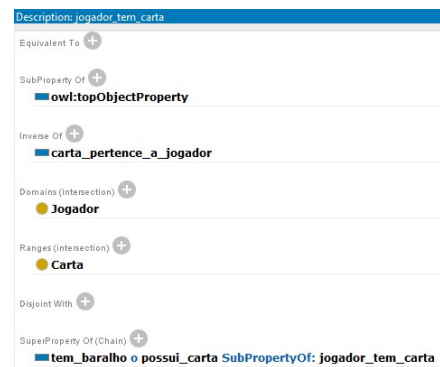 Description: jogador_tem_carta
Equivalent To
SubProperty Of
owl:topObjectProperty
Inverse Of
carta_pertence_a_jogador
Domains (intersection)
Jogador
Ranges (intersection)
Carta
Disjoint With
SuperProperty Of (Chain)
tem_baralho o possui_carta SubPropertyOf: jogador_tem_carta